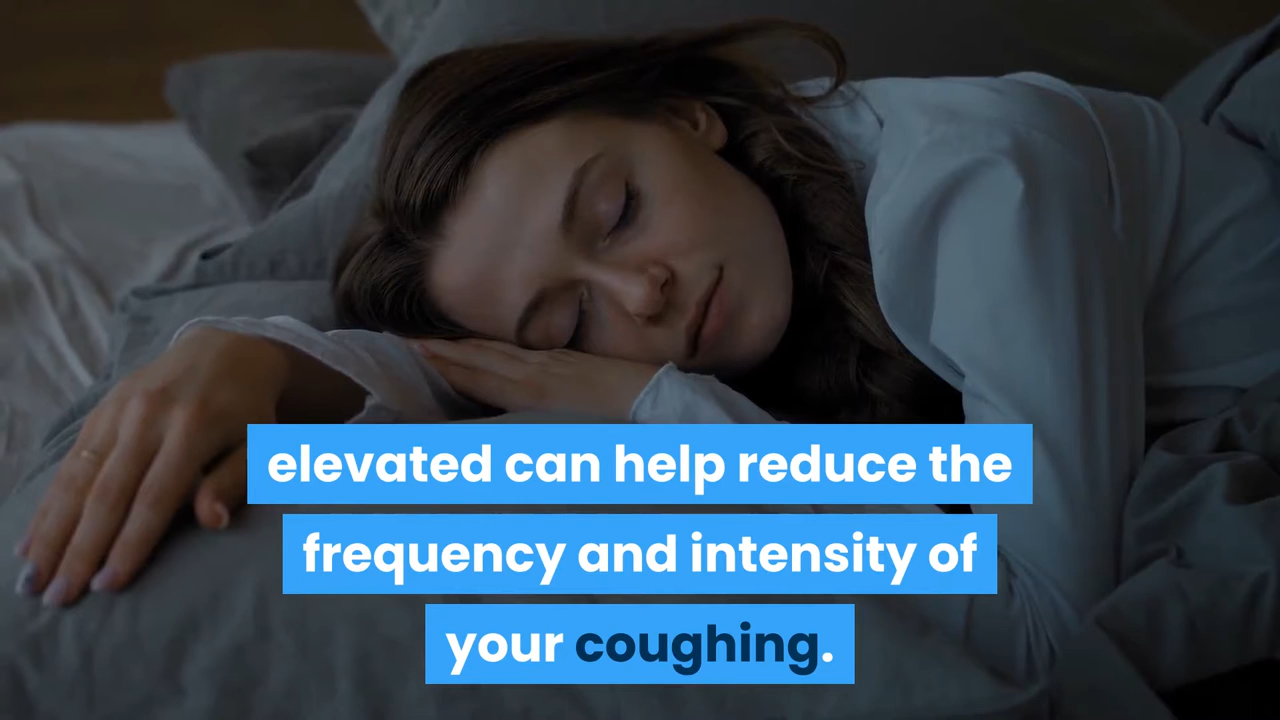 elevated can help reduce the
frequency and intensity of
your coughing.